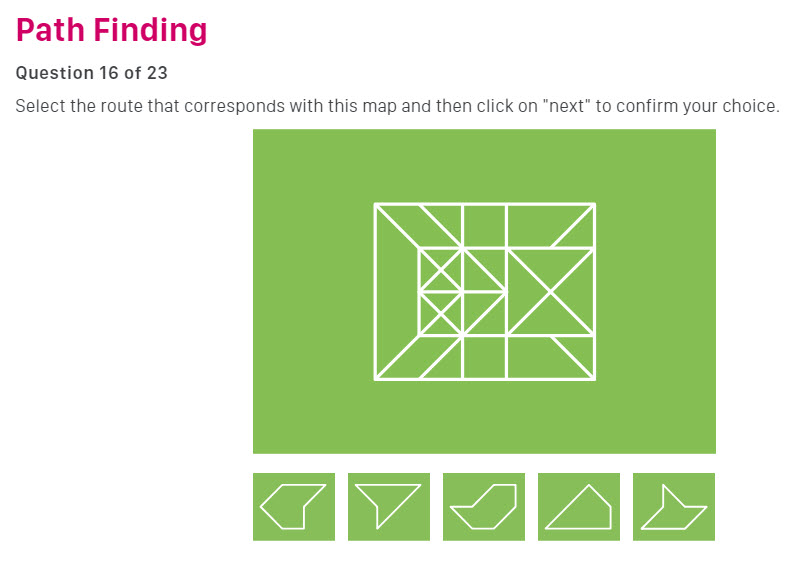 Path Finding
Question 16 of 23
Select the route that corresponds with this map and then click on "next" to confirm your choice.